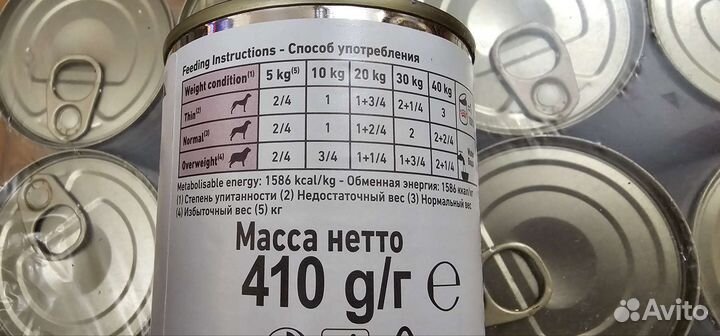 Feeding Instructions - Способ употребления
Weight condition(1) 5 kg(5) 10 kg 20 kg 30 kg 40 kg
Thin(2) 2/4 1 1+3/4 2+1/4 3
Normal(3) 2/4 1 1+2/4 2 2+2/4
Overweight(4) 2/4 3/4 1+1/4 1+3/4 2+1/4
Metabolisable energy: 1586 kcal/kg - Обменная энергия: 1586 ккал/кг
(1) Степень упитанности (2) Недостаточный вес (3) Нормальный вес
(4) Избыточный вес (5) кг
Масса нетто
410 g/г e
Avito